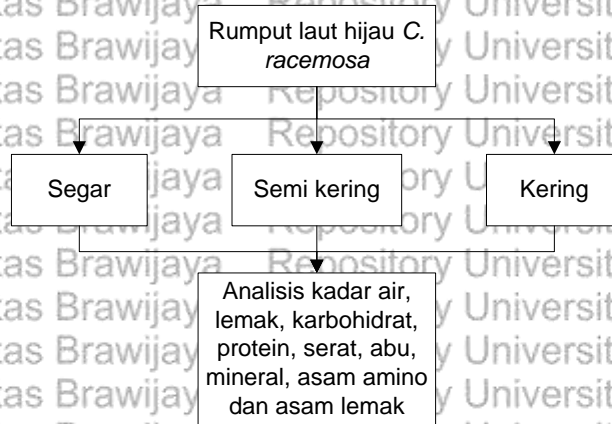 Rumput laut hijau C.
racemosa
Segar
Semi kering
Kering
Analisis kadar air,
lemak, karbohidrat,
protein, serat, abu,
mineral, asam amino
dan asam lemak